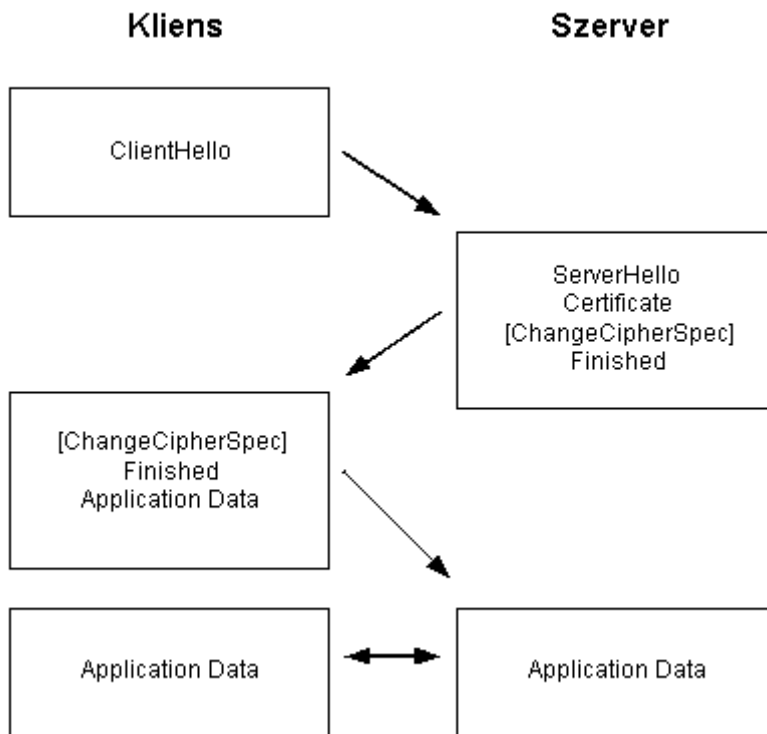 Kliens
Szerver
ClientHello
ServerHello
Certificate
[ChangeCipherSpec]
Finished
[ChangeCipherSpec]
Finished
Application Data
Application Data
Application Data